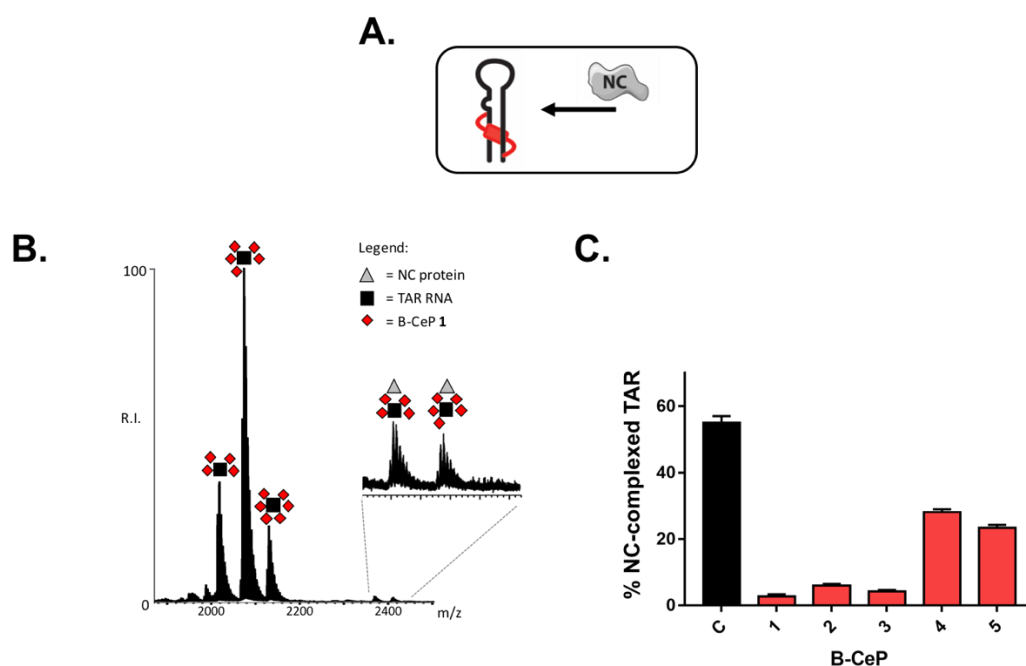 A.
NC
B.
Legend:
= NC protein
= TAR RNA
= B-CeP 1
100
R.I.
0
2000
2200
2400
m/z
C.
% NC-complexed TAR
60
40
20
0
C
1
2
3
4
5
B-CeP